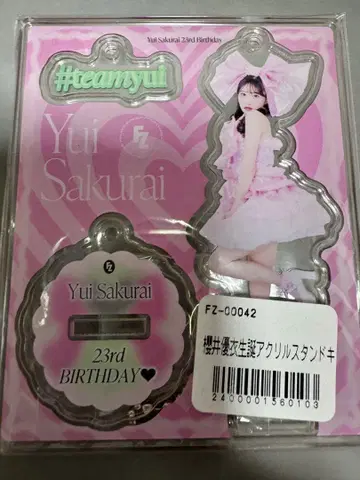 Yui Sakurai 23rd Birthday
#teamyui
Yui
Sakurai
FZ
FZ
Yui Sakurai
23rd
BIRTHDAY♥
FZ-00042
櫻井優衣生誕アクリルスタンドキ
2400001560103